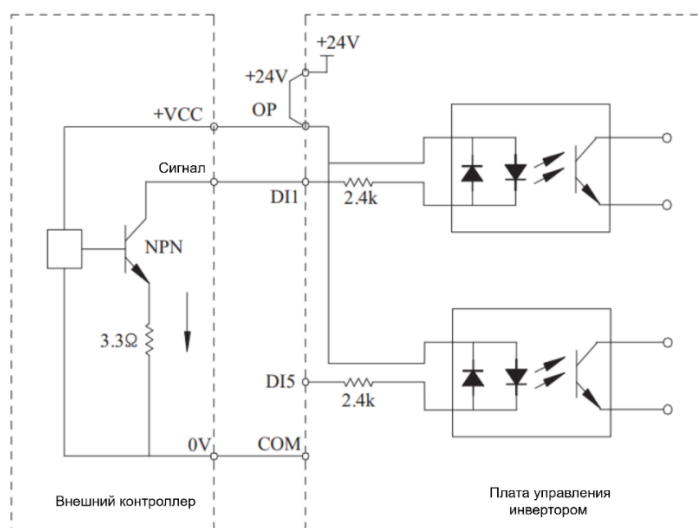 +24V
+24V
+VCC
OP
Сигнал
DI1
2.4k
NPN
3.3Ω
DI5
2.4k
0V
COM
Внешний контроллер
Плата управления
инвертором